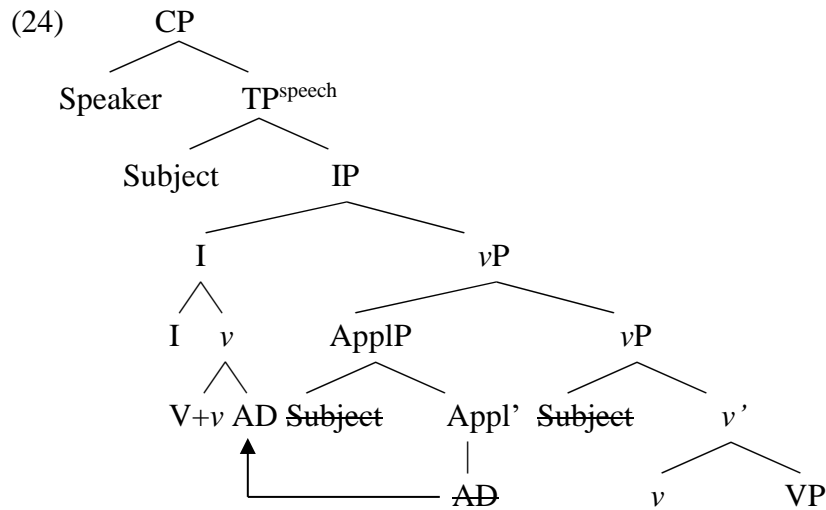 (24) CP
Speaker TPspeech
Subject IP
I vP
I v ApplP vP
V+v AD Subject Appl’ Subject v’
AD v VP